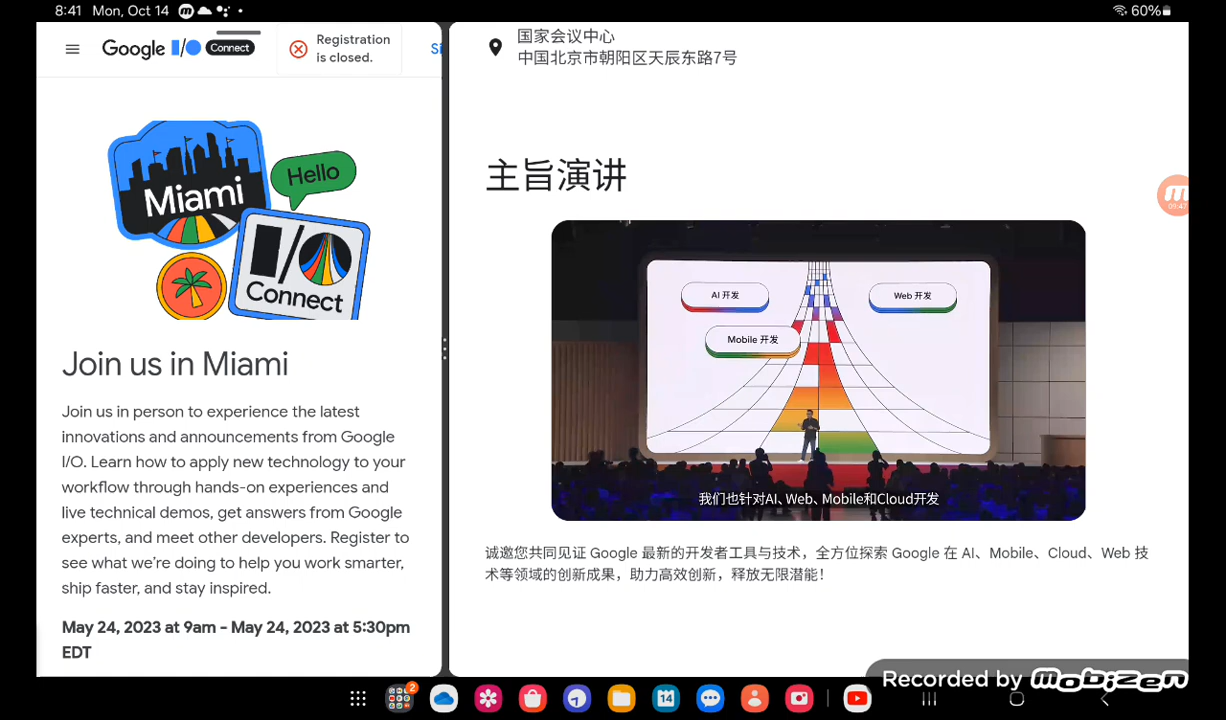 8:41 Mon, Oct 14
60%
Google I/O Connect
Registration
is closed.
Si
Miami
Hello
I/O
Connect
Join us in Miami
Join us in person to experience the latest
innovations and announcements from Google
I/O. Learn how to apply new technology to your
workflow through hands-on experiences and
live technical demos, get answers from Google
experts, and meet other developers. Register to
see what we're doing to help you work smarter,
ship faster, and stay inspired.
May 24, 2023 at 9am - May 24, 2023 at 5:30pm
EDT
国家会议中心
中国北京市朝阳区天辰东路7号
主旨演讲
AI 开发
Web 开发
Mobile 开发
我们也针对AI、Web、Mobile和Cloud开发
诚邀您共同见证 Google 最新的开发者工具与技术，全方位探索 Google 在 AI、Mobile、Cloud、Web 技
术等领域的创新成果，助力高效创新，释放无限潜能！
09:47
Recorded by mobizen
2
14